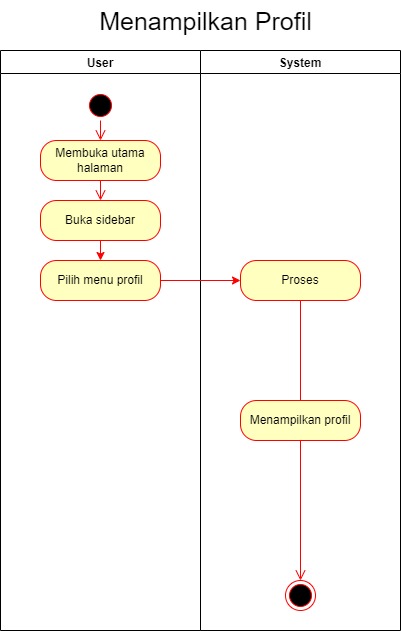 Menampilkan Profil
User
System
Membuka utama
halaman
Buka sidebar
Pilih menu profil
Proses
Menampilkan profil